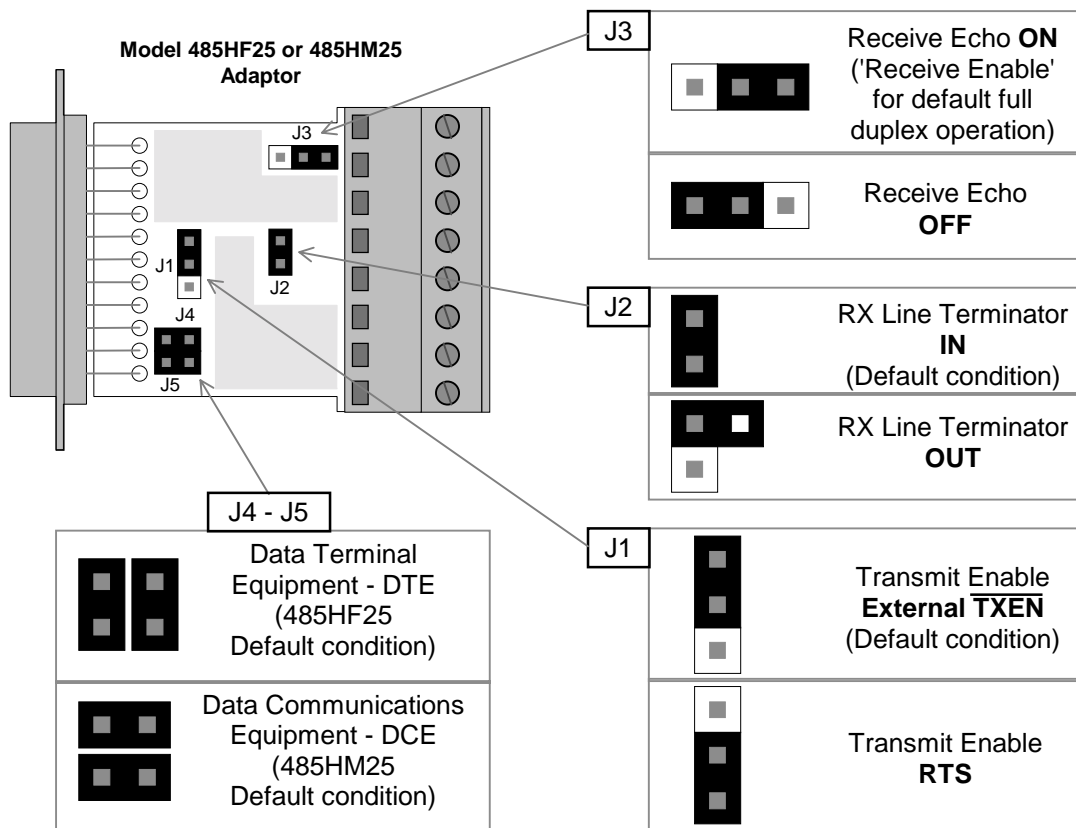 Model 485HF25 or 485HM25
Adaptor
J3
J1
J2
J4
J5
J3
Receive Echo ON
('Receive Enable'
for default full
duplex operation)
Receive Echo
OFF
J2
RX Line Terminator
IN
(Default condition)
RX Line Terminator
OUT
J4 - J5
Data Terminal
Equipment - DTE
(485HF25
Default condition)
Data Communications
Equipment - DCE
(485HM25
Default condition)
J1
Transmit Enable
External T̅X̅E̅N̅
(Default condition)
Transmit Enable
RTS